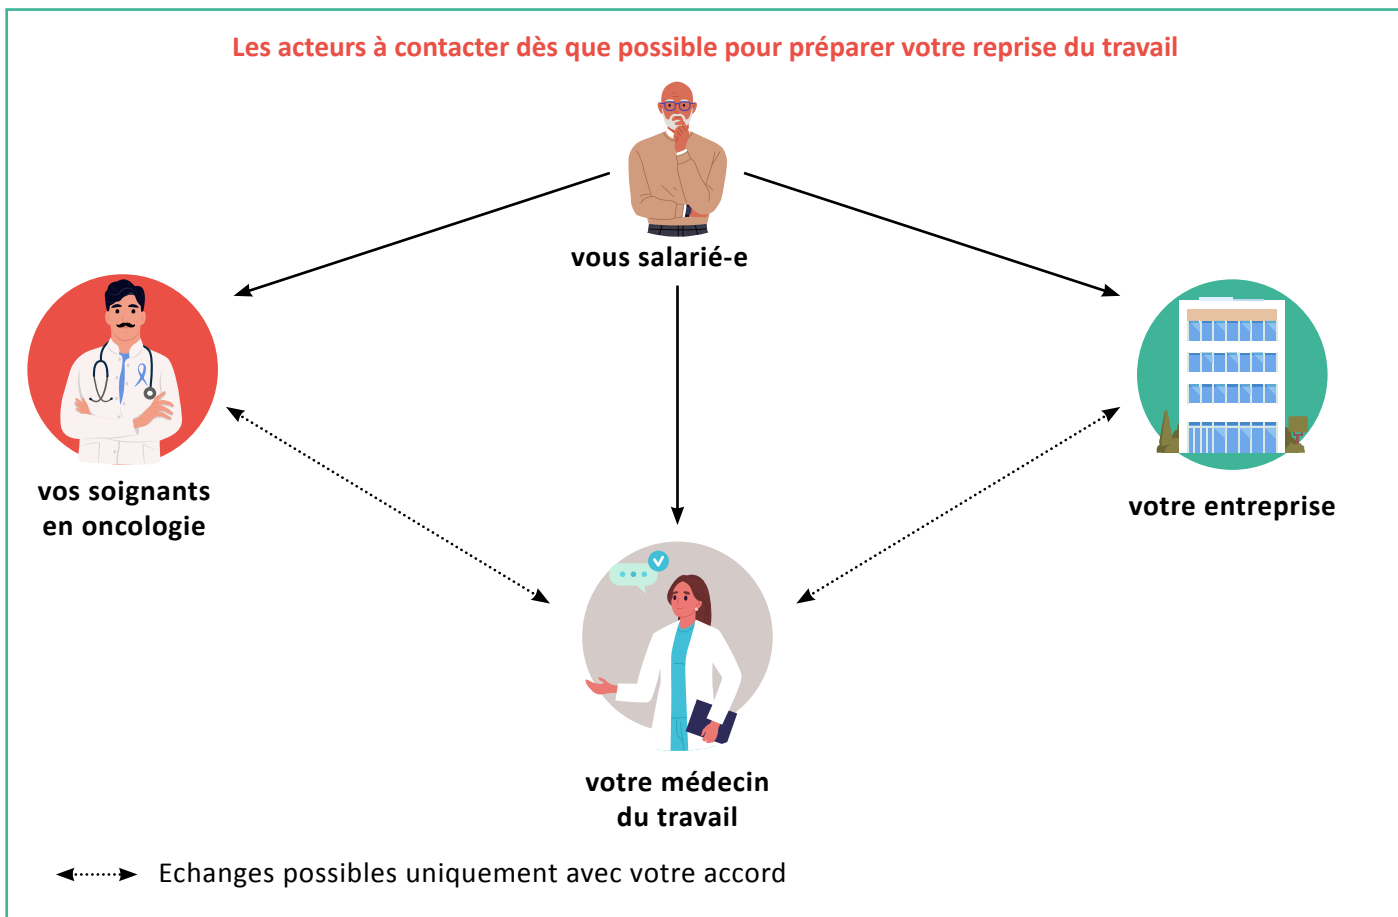 Les acteurs à contacter dès que possible pour préparer votre reprise du travail
vous salarié-e
vos soignants
en oncologie
votre entreprise
votre médecin
du travail
Echanges possibles uniquement avec votre accord